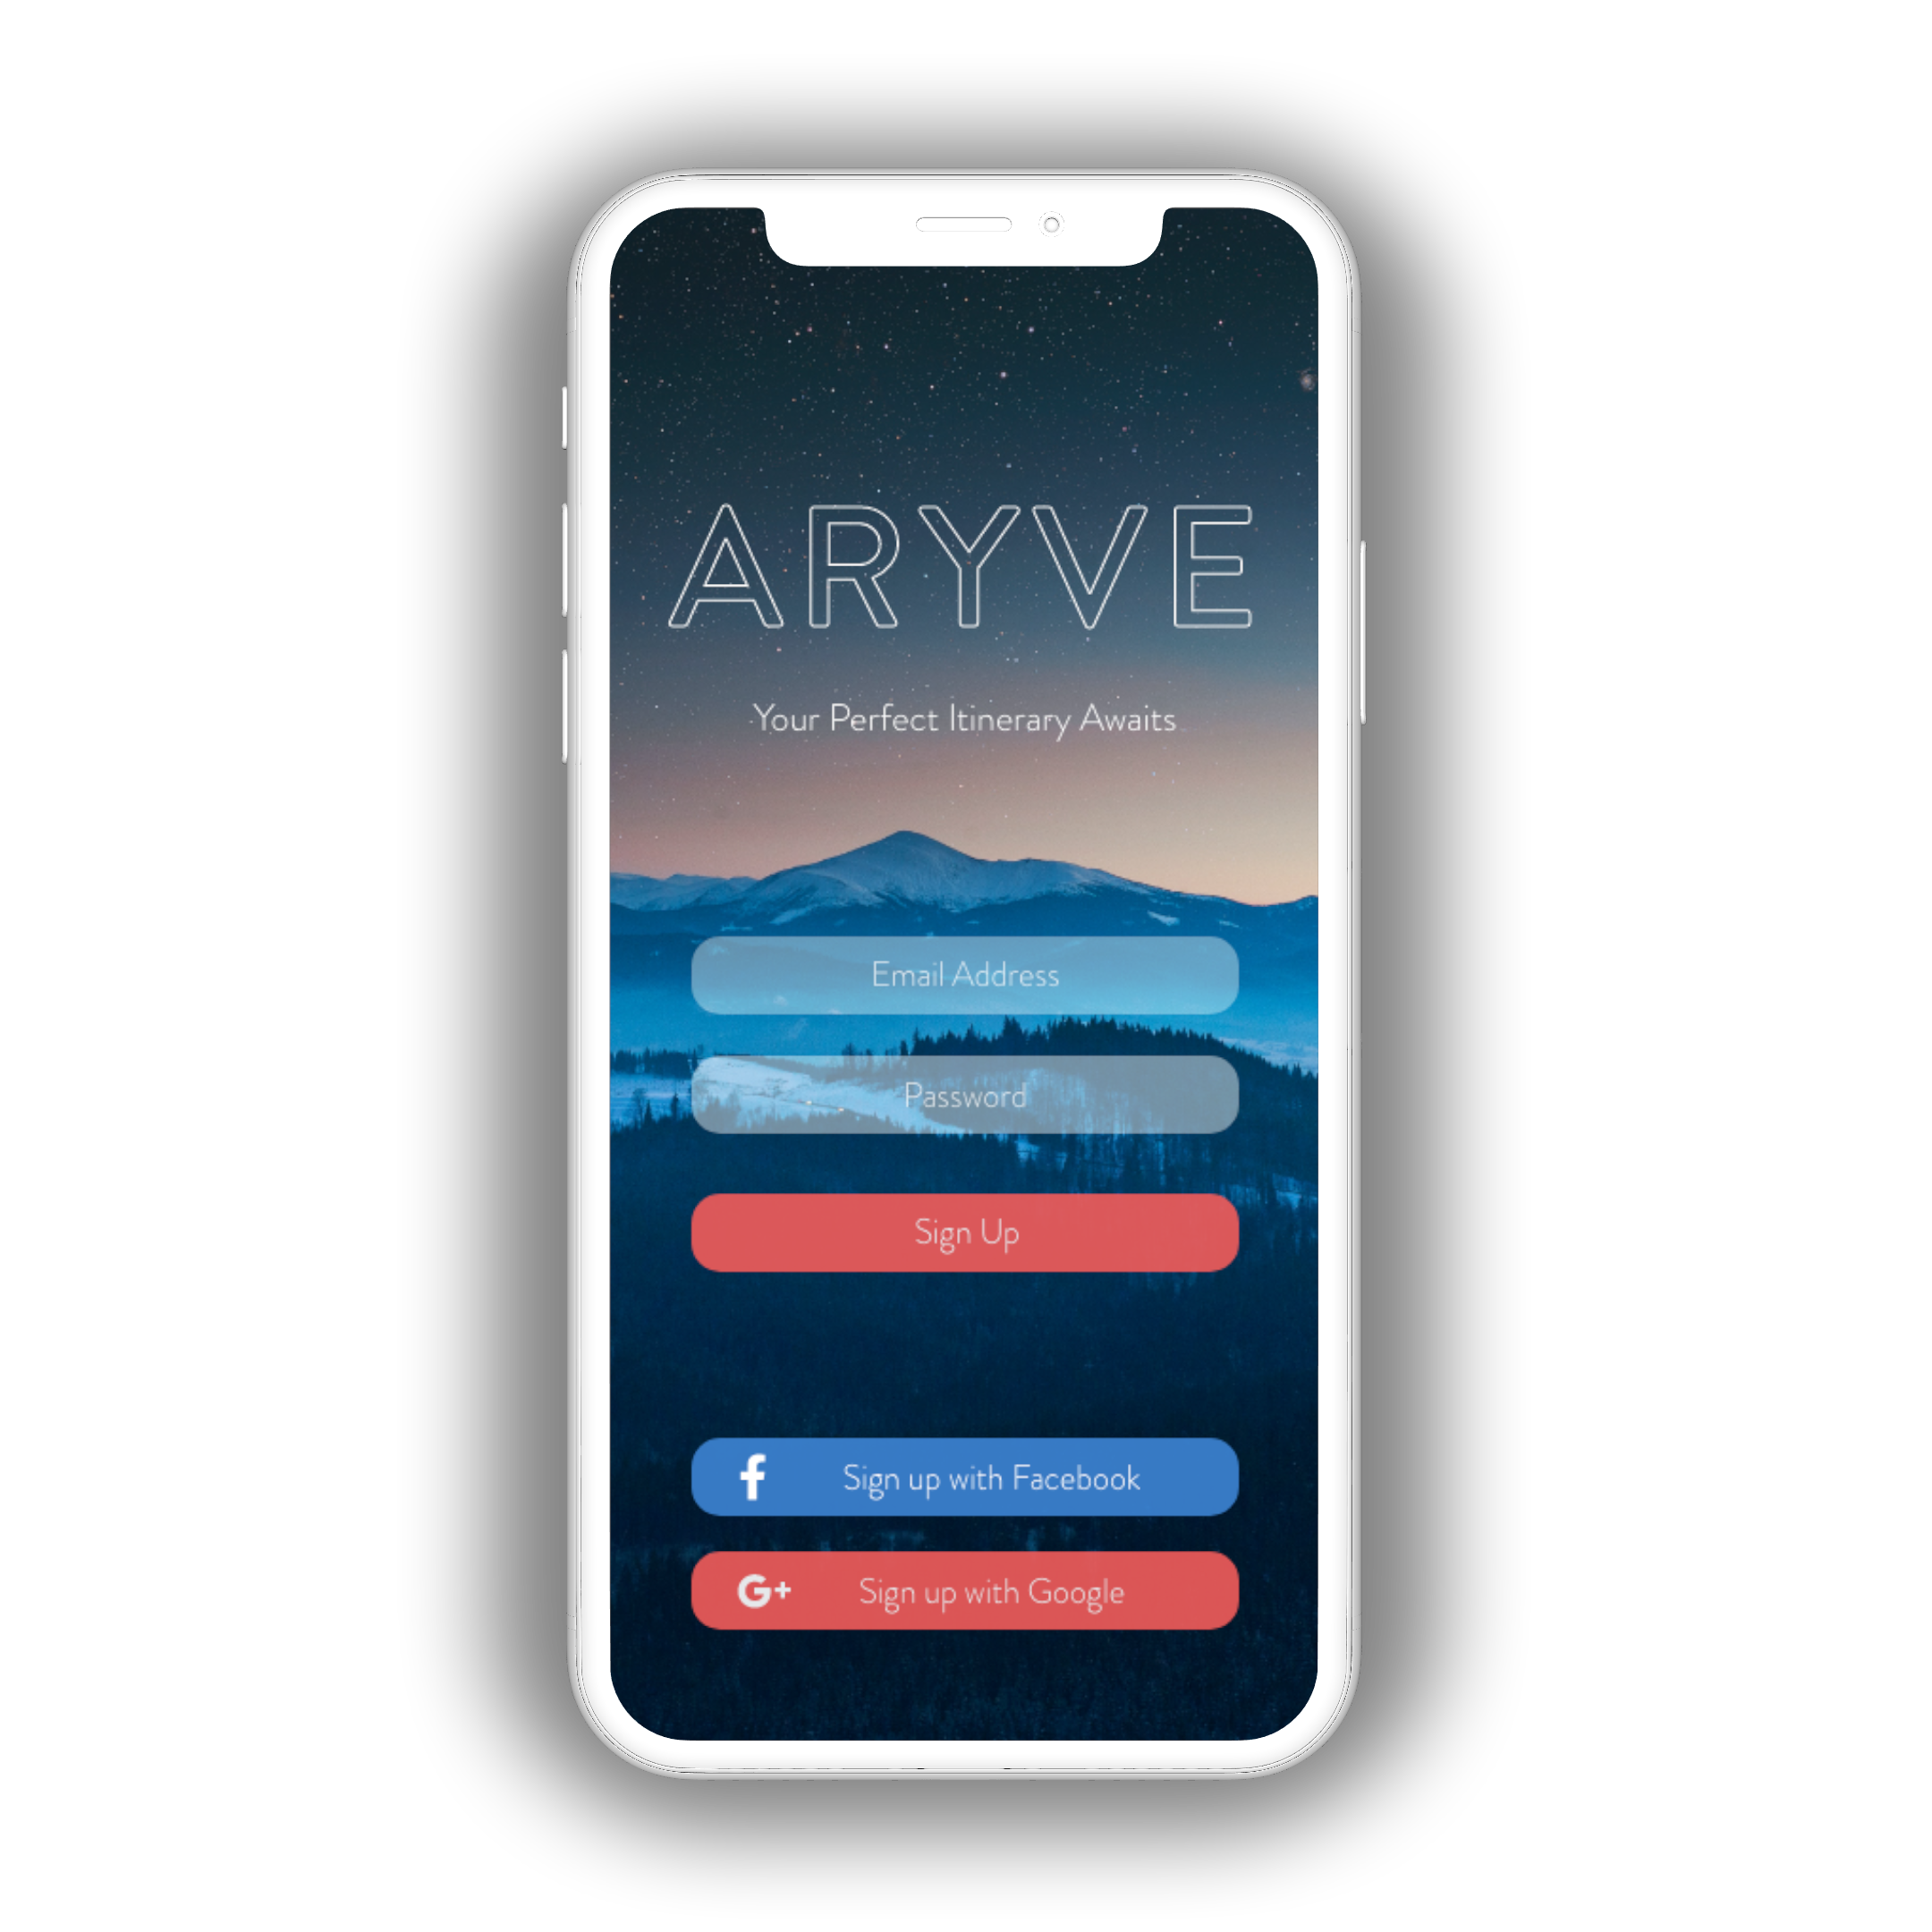 ARYVE
Your Perfect Itinerary Awaits
Email Address
Password
Sign Up
f Sign up with Facebook
G+ Sign up with Google